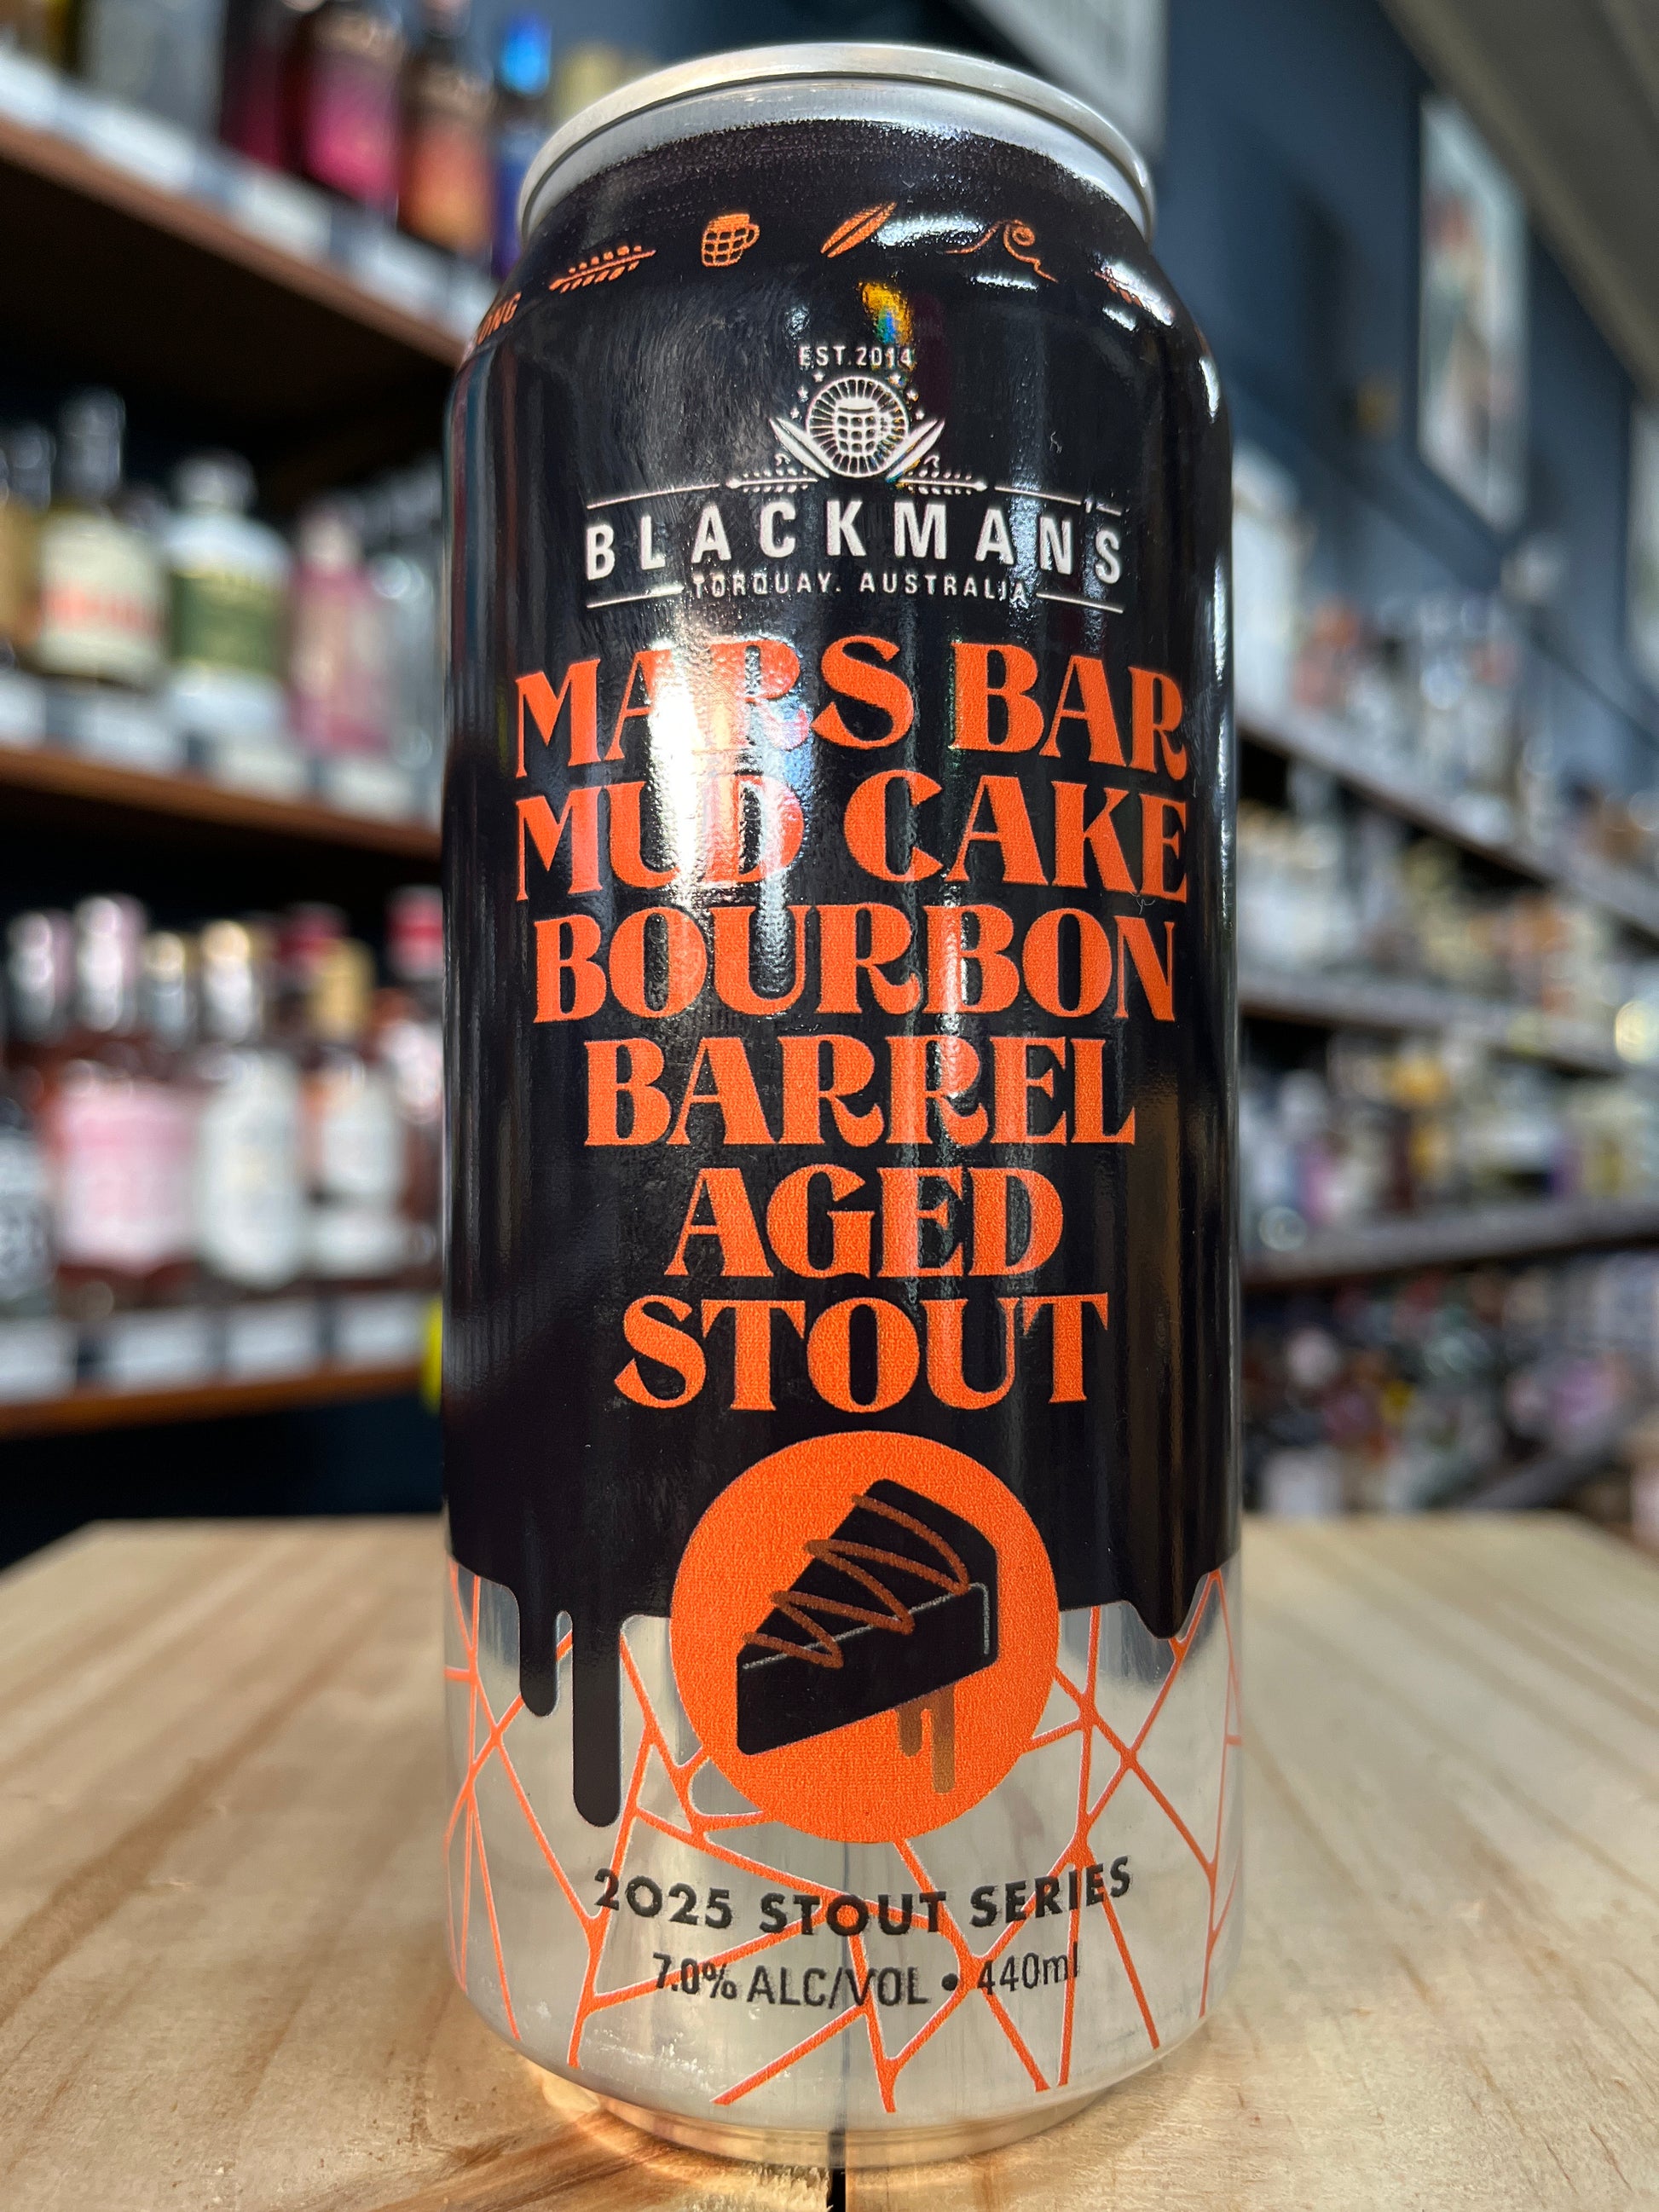 EST. 2014
BLACKMAN'S
TORQUAY. AUSTRALIA
MARS BAR
MUD CAKE
BOURBON
BARREL
AGED
STOUT
2025 STOUT SERIES
7.0% ALC/VOL • 440ml